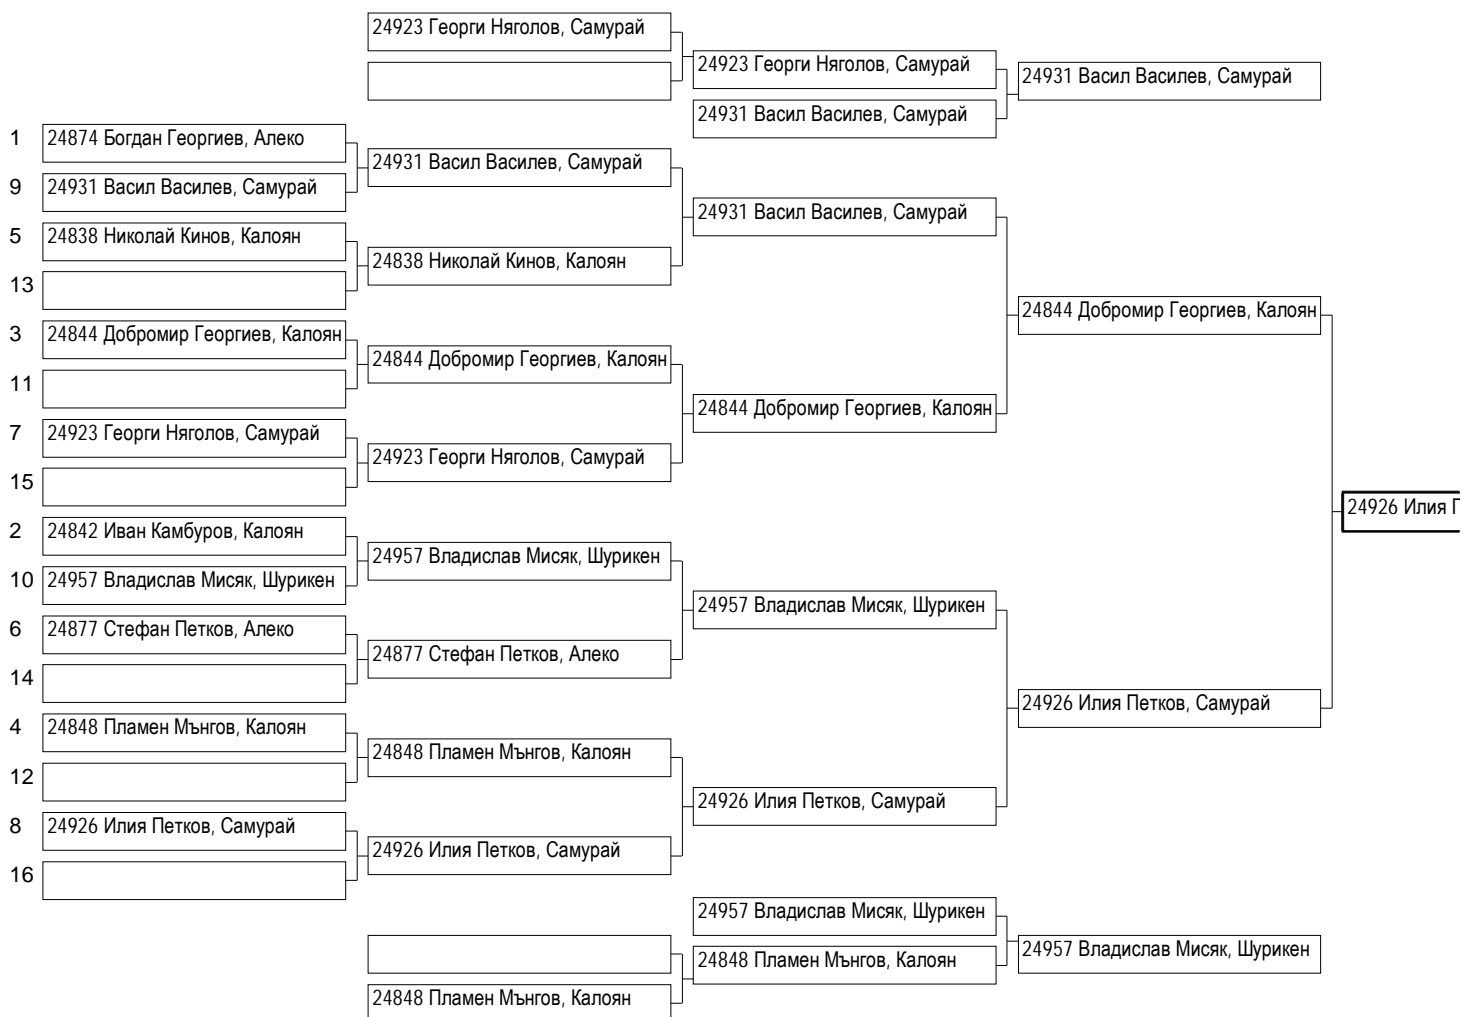 24923 Георги Няголов, Самурай
24923 Георги Няголов, Самурай
24931 Васил Василев, Самурай
24931 Васил Василев, Самурай
1 24874 Богдан Георгиев, Алеко
24931 Васил Василев, Самурай
9 24931 Васил Василев, Самурай
24931 Васил Василев, Самурай
5 24838 Николай Кинов, Калоян
24838 Николай Кинов, Калоян
13
24844 Добромир Георгиев, Калоян
3 24844 Добромир Георгиев, Калоян
24844 Добромир Георгиев, Калоян
11
24844 Добромир Георгиев, Калоян
7 24923 Георги Няголов, Самурай
24923 Георги Няголов, Самурай
15
24926 Илия
2 24842 Иван Камбуров, Калоян
24957 Владислав Мисяк, Шурикен
10 24957 Владислав Мисяк, Шурикен
24957 Владислав Мисяк, Шурикен
6 24877 Стефан Петков, Алеко
24877 Стефан Петков, Алеко
14
24926 Илия Петков, Самурай
4 24848 Пламен Мънгов, Калоян
24848 Пламен Мънгов, Калоян
12
24926 Илия Петков, Самурай
8 24926 Илия Петков, Самурай
24926 Илия Петков, Самурай
16
24957 Владислав Мисяк, Шурикен
24848 Пламен Мънгов, Калоян
24957 Владислав Мисяк, Шурикен
24848 Пламен Мънгов, Калоян